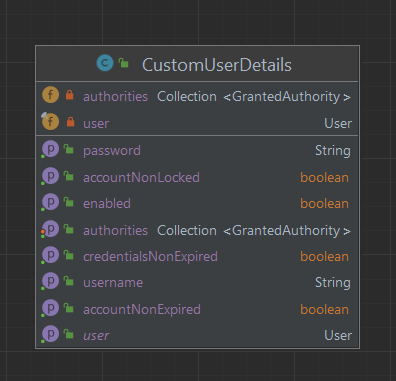 C CustomUserDetails
f authorities Collection <GrantedAuthority>
f user User
p password String
p accountNonLocked boolean
p enabled boolean
p authorities Collection <GrantedAuthority>
p credentialsNonExpired boolean
p username String
p accountNonExpired boolean
p user User